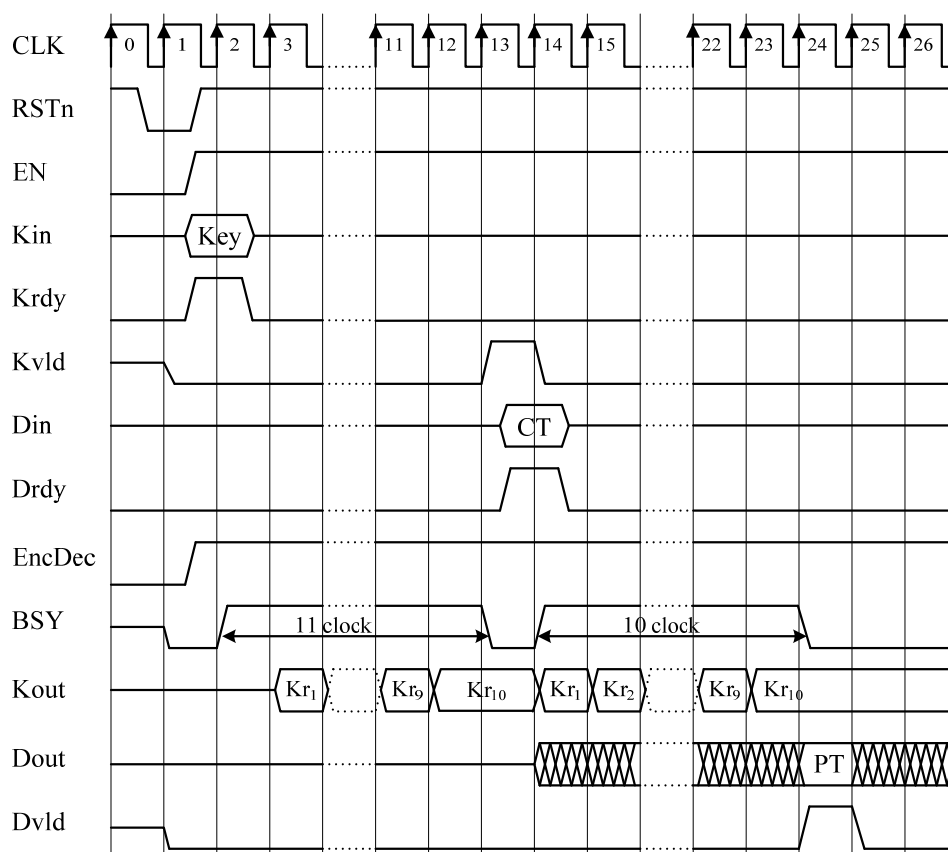 CLK 0 1 2 3 11 12 13 14 15 22 23 24 25 26
RSTn
EN
Kin Key
Krdy
Kvld
Din CT
Drdy
EncDec
BSY 11 clock 10 clock
Kout Kr1 Kr9 Kr10 Kr1 Kr2 Kr9 Kr10
Dout PT
Dvld